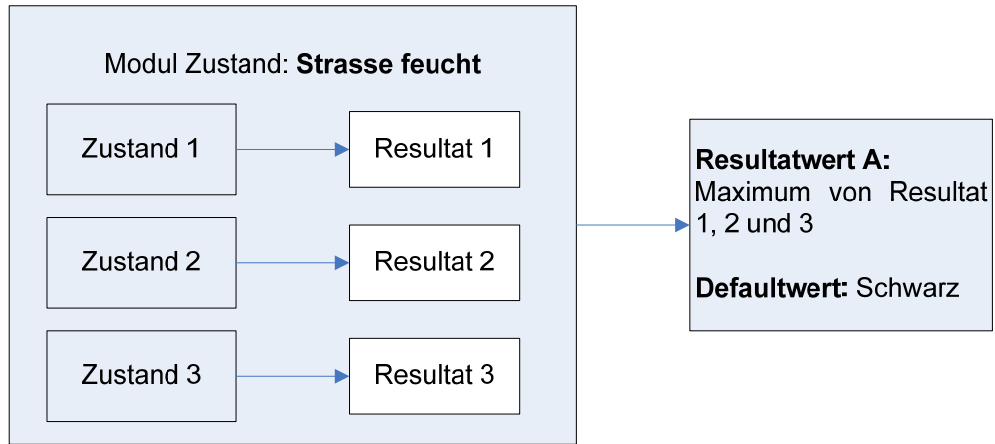 Modul Zustand: Strasse feucht
Zustand 1
Resultat 1
Zustand 2
Resultat 2
Zustand 3
Resultat 3
Resultatwert A:
Maximum von Resultat
1, 2 und 3
Defaultwert: Schwarz